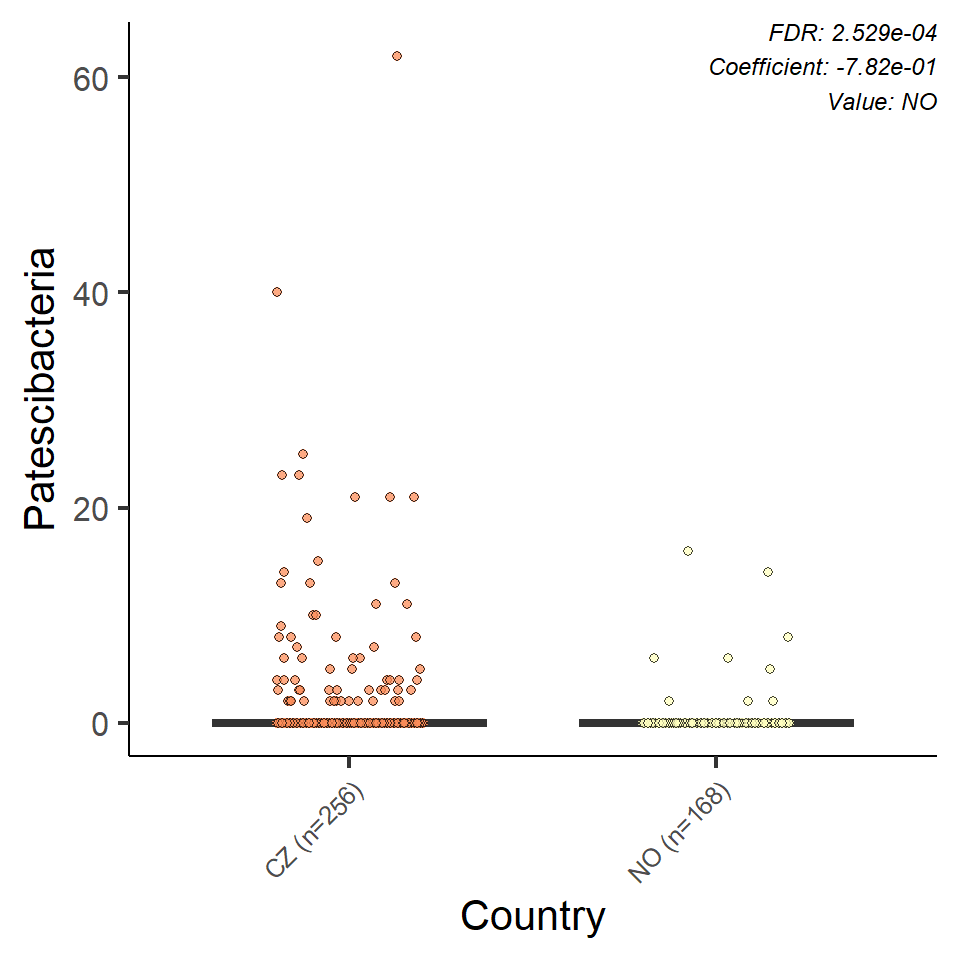 FDR: 2.529e-04
Coefficient: -7.82e-01
Value: NO
60
40
20
0
Patescibacteria
CZ (n=256)
NO (n=168)
Country